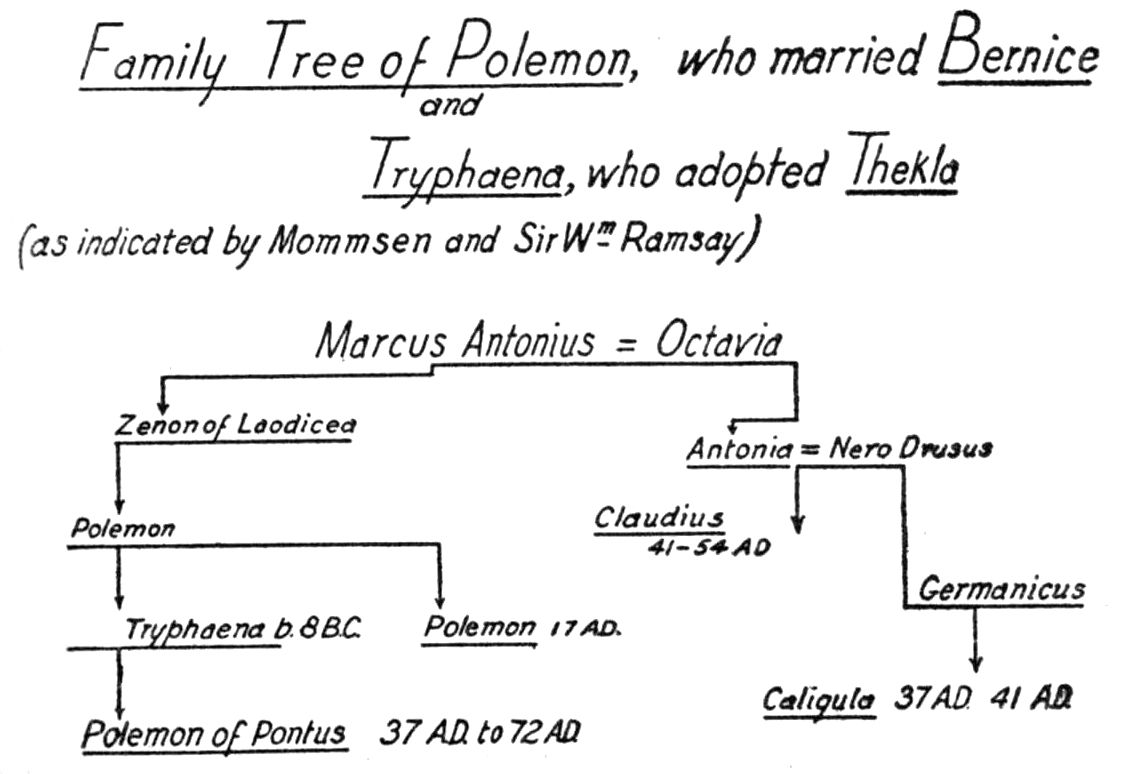 Family Tree of Polemon, who married Bernice
and
Tryphaena, who adopted Thekla
(as indicated by Mommsen and Sir Wm Ramsay)
Marcus Antonius = Octavia
Zenon of Laodicea
Antonia = Nero Drusus
Polemon
Claudius
41-54 AD
Germanicus
Tryphaena b. 8 B.C.
Polemon 17 AD.
Caligula 37 AD. 41 AD.
Polemon of Pontus 37 AD. to 72 AD